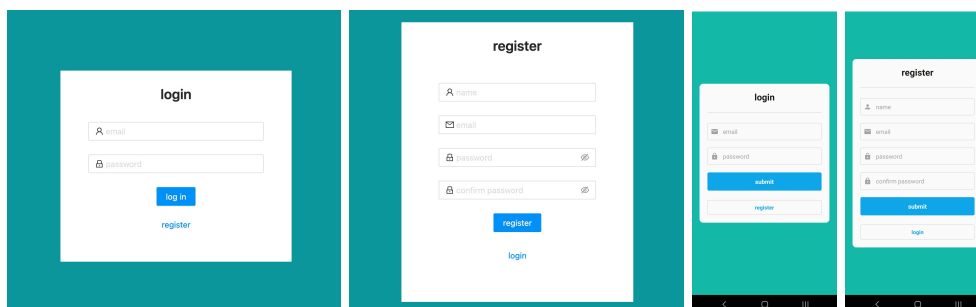 login
email
password
log in
register
register
name
email
password
confirm password
register
login
login
email
password
submit
register
register
name
email
password
confirm password
submit
login